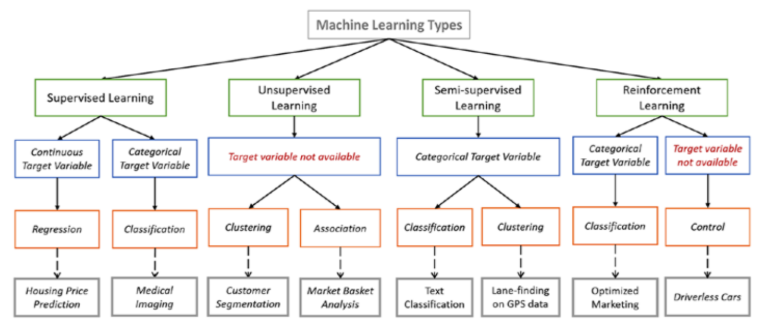 Machine Learning Types
Supervised Learning
Unsupervised
Learning
Semi-supervised
Learning
Reinforcement
Learning
Continuous
Target Variable
Categorical
Target Variable
Target variable not available
Categorical Target Variable
Categorical
Target Variable
Target variable
not available
Regression
Classification
Clustering
Association
Classification
Clustering
Classification
Control
Housing Price
Prediction
Medical
Imaging
Customer
Segmentation
Market Basket
Analysis
Text
Classification
Lane-finding
on GPS data
Optimized
Marketing
Driverless Cars